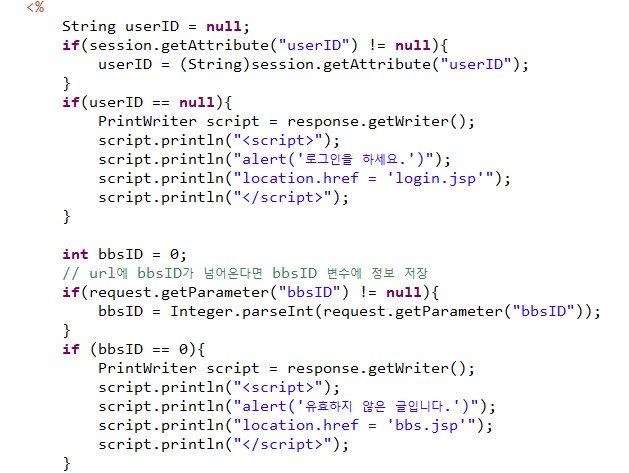 <%
String userID = null;
if(session.getAttribute("userID") != null){
userID = (String)session.getAttribute("userID");
}
if(userID == null){
PrintWriter script = response.getWriter();
script.println("<script>");
script.println("alert('로그인을 하세요.')");
script.println("location.href = 'login.jsp'");
script.println("</script>");
}
int bbsID = 0;
// url에 bbsID가 넘어온다면 bbsID 변수에 정보 저장
if(request.getParameter("bbsID") != null){
bbsID = Integer.parseInt(request.getParameter("bbsID"));
}
if (bbsID == 0){
PrintWriter script = response.getWriter();
script.println("<script>");
script.println("alert('유효하지 않은 글입니다.')");
script.println("location.href = 'bbs.jsp'");
script.println("</script>");
}